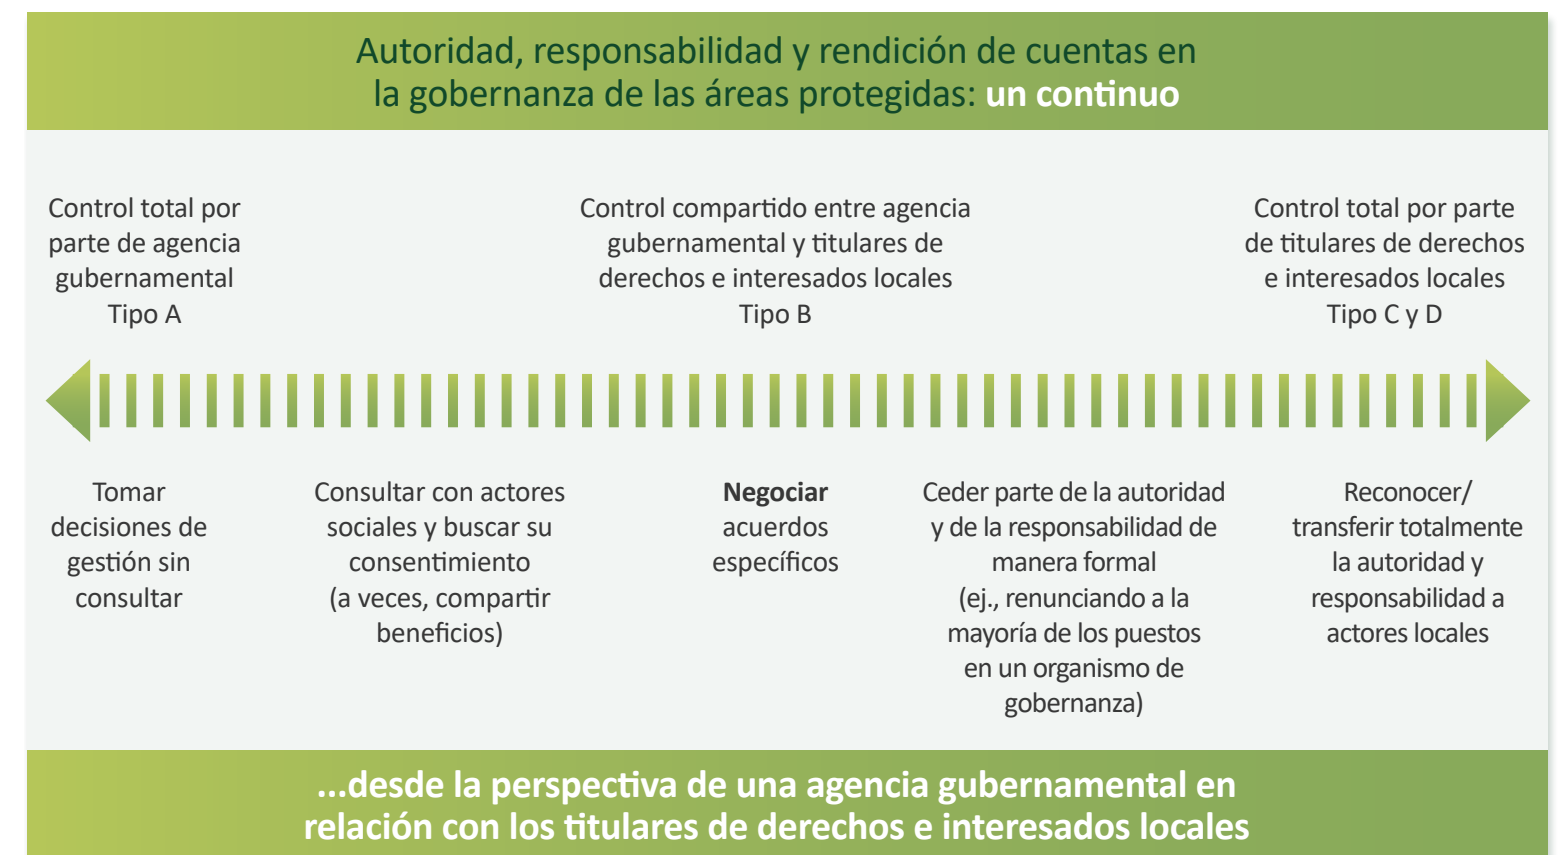 Autoridad, responsabilidad y rendición de cuentas en
la gobernanza de las áreas protegidas: un continuo
Control total por
parte de agencia
gubernamental
Tipo A
Control compartido entre agencia
gubernamental y titulares de
derechos e interesados locales
Tipo B
Control total por parte
de titulares de derechos
e interesados locales
Tipo C y D
Tomar
decisiones de
gestión sin
consultar
Consultar con actores
sociales y buscar su
consentimiento
(a veces, compartir
beneficios)
Negociar
acuerdos
específicos
Ceder parte de la autoridad
y de la responsabilidad de
manera formal
(ej., renunciando a la
mayoría de los puestos
en un organismo de
gobernanza)
Reconocer/
transferir totalmente
la autoridad y
responsabilidad a
actores locales
...desde la perspectiva de una agencia gubernamental en
relación con los titulares de derechos e interesados locales